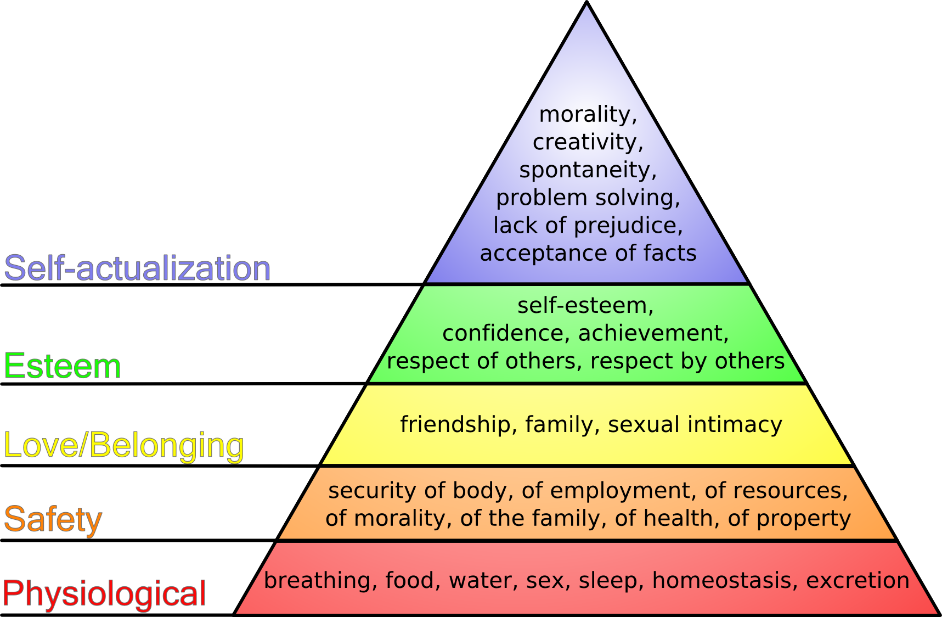 morality,
creativity,
spontaneity,
problem solving,
lack of prejudice,
acceptance of facts
Self-actualization
self-esteem,
confidence, achievement,
respect of others, respect by others
Esteem
friendship, family, sexual intimacy
Love/Belonging
security of body, of employment, of resources,
of morality, of the family, of health, of property
Safety
breathing, food, water, sex, sleep, homeostasis, excretion
Physiological